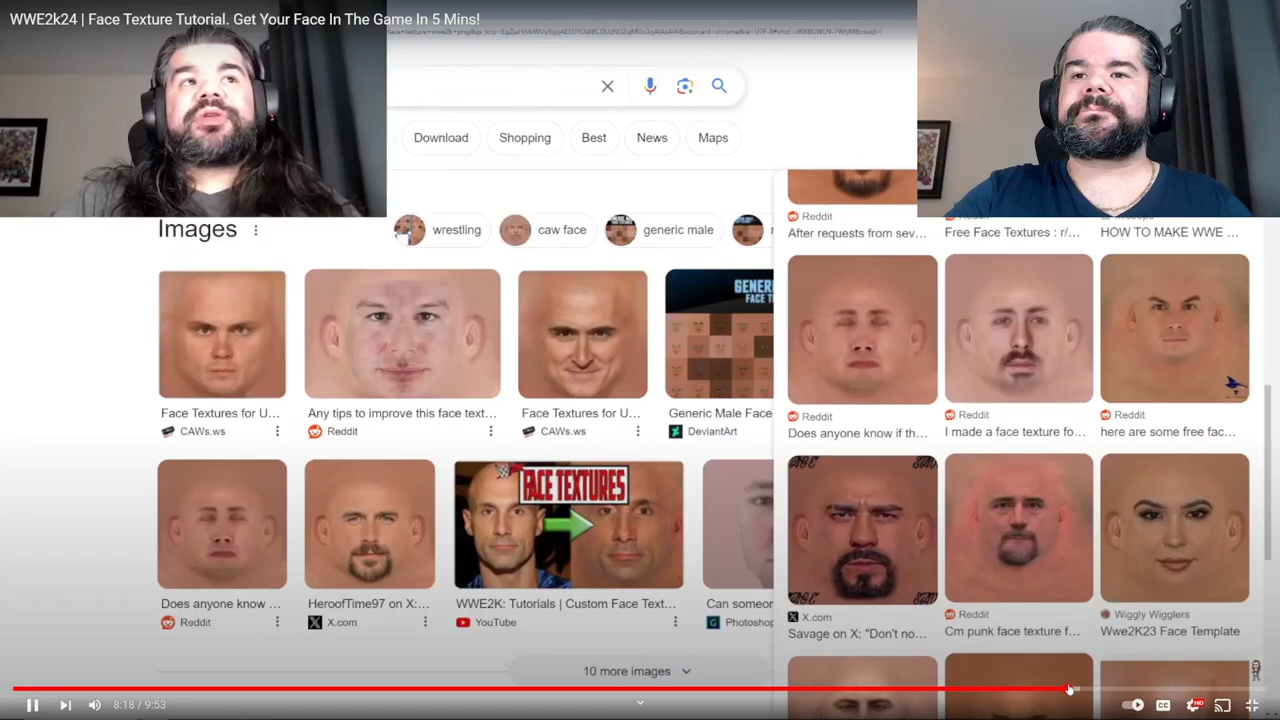 WWE2k24 | Face Texture Tutorial. Get Your Face In The Game In 5 Mins!
Download
Shopping
Best
News
Maps
Images
wrestling
caw face
generic male
Reddit
After requests from sev...
Free Face Textures : r/...
HOW TO MAKE WWE ...
GENER
FACE T
Face Textures for U...
CAWs.ws
Any tips to improve this face text...
Reddit
Face Textures for U...
CAWs.ws
Generic Male Face
DeviantArt
Reddit
Does anyone know if th...
Reddit
I made a face texture fo...
Reddit
here are some free fac...
FACE TEXTURES
Does anyone know ...
Reddit
HeroofTime97 on X:...
X.com
WWE2K: Tutorials | Custom Face Text...
YouTube
Can someon
Photoshop
X.com
Savage on X: "Don't no...
Reddit
Cm punk face texture f...
Wiggly Wigglers
Wwe2K23 Face Template
10 more images
8:18 / 9:53
CC
HD